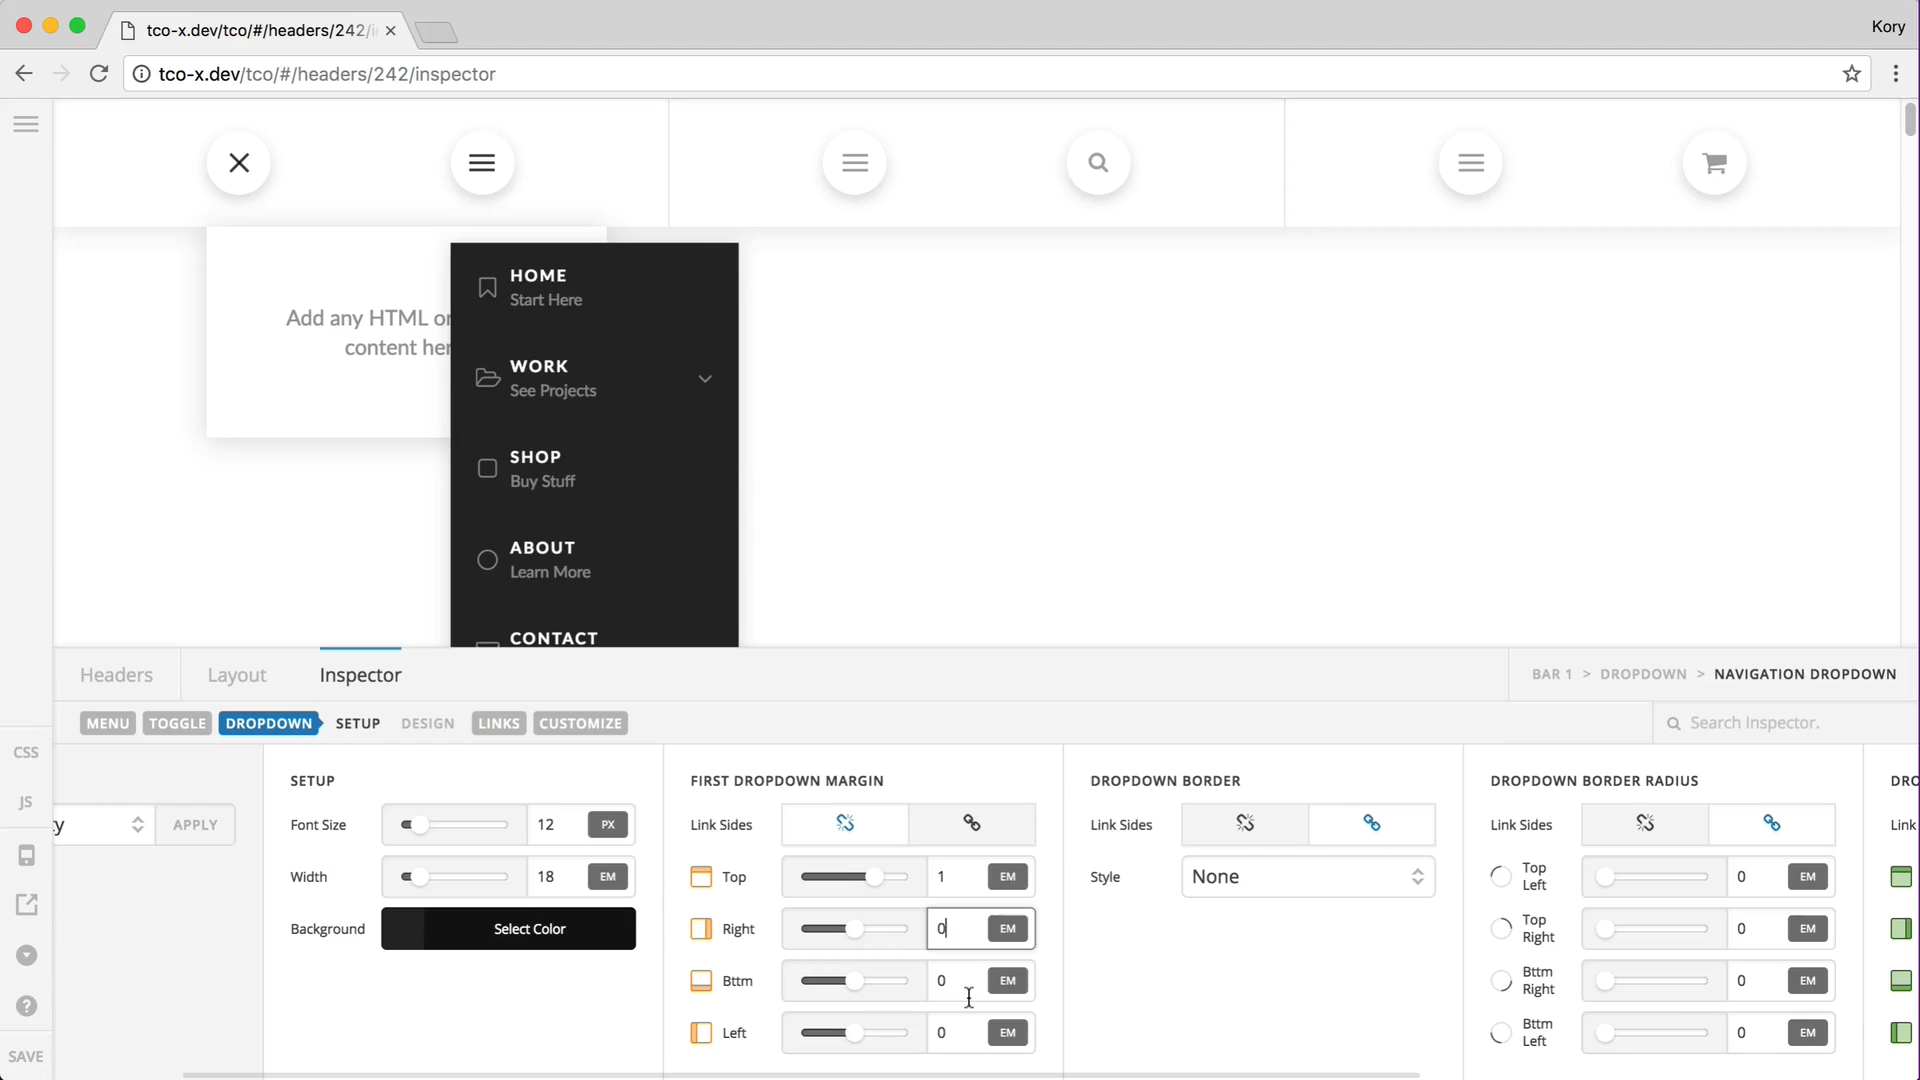 tco-x.dev/tco/#/headers/242/i
Kory
tco-x.dev/tco/#/headers/242/inspector
HOME
Start Here
Add any HTML or
content her
WORK
See Projects
SHOP
Buy Stuff
ABOUT
Learn More
CONTACT
Headers
Layout
Inspector
BAR 1 > DROPDOWN > NAVIGATION DROPDOWN
MENU
TOGGLE
DROPDOWN
SETUP
DESIGN
LINKS
CUSTOMIZE
Search Inspector.
CSS
JS
SAVE
y
APPLY
SETUP
Font Size
12
PX
Width
18
EM
Background
Select Color
FIRST DROPDOWN MARGIN
Link Sides
Top
1
EM
Right
0
EM
Bttm
0
EM
Left
0
EM
DROPDOWN BORDER
Link Sides
Style
None
DROPDOWN BORDER RADIUS
Link Sides
Top
Left
0
EM
Top
Right
0
EM
Bttm
Right
0
EM
Bttm
Left
0
EM
DRO
Link